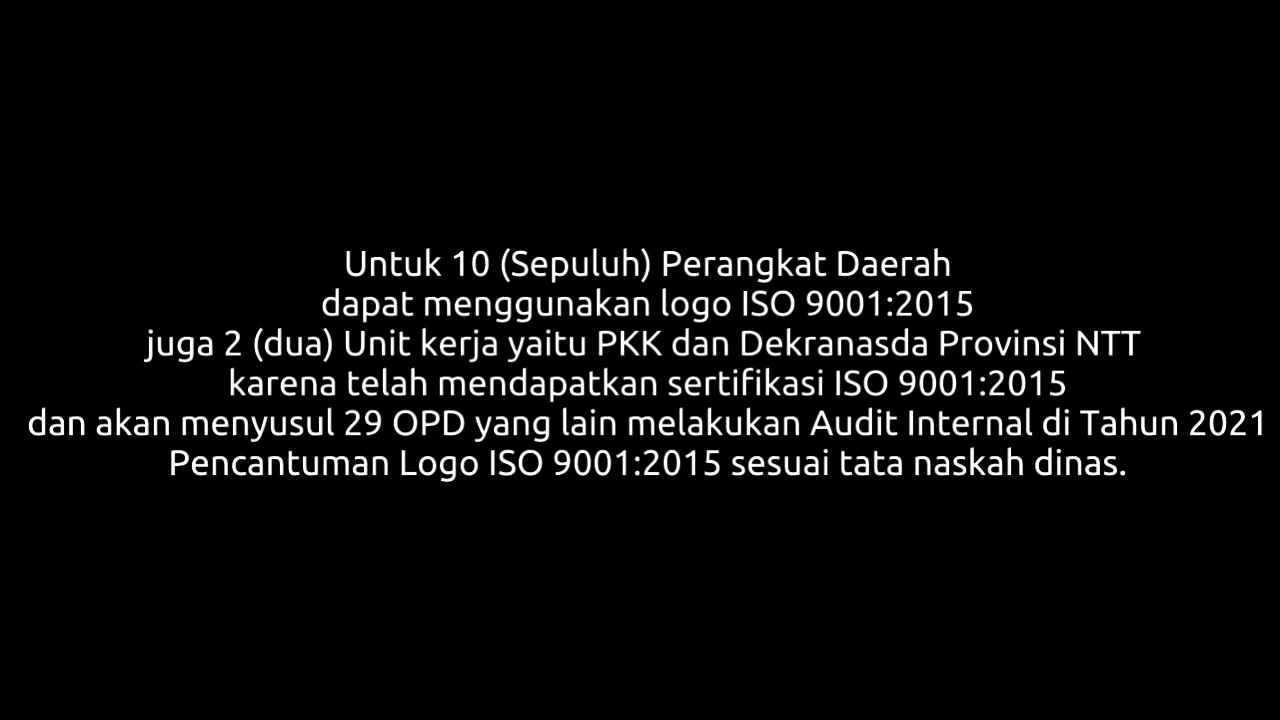 Untuk 10 (Sepuluh) Perangkat Daerah
dapat menggunakan logo ISO 9001:2015
juga 2 (dua) Unit kerja yaitu PKK dan Dekranasda Provinsi NTT
karena telah mendapatkan sertifikasi ISO 9001:2015
dan akan menyusul 29 OPD yang lain melakukan Audit Internal di Tahun 2021
Pencantuman Logo ISO 9001:2015 sesuai tata naskah dinas.